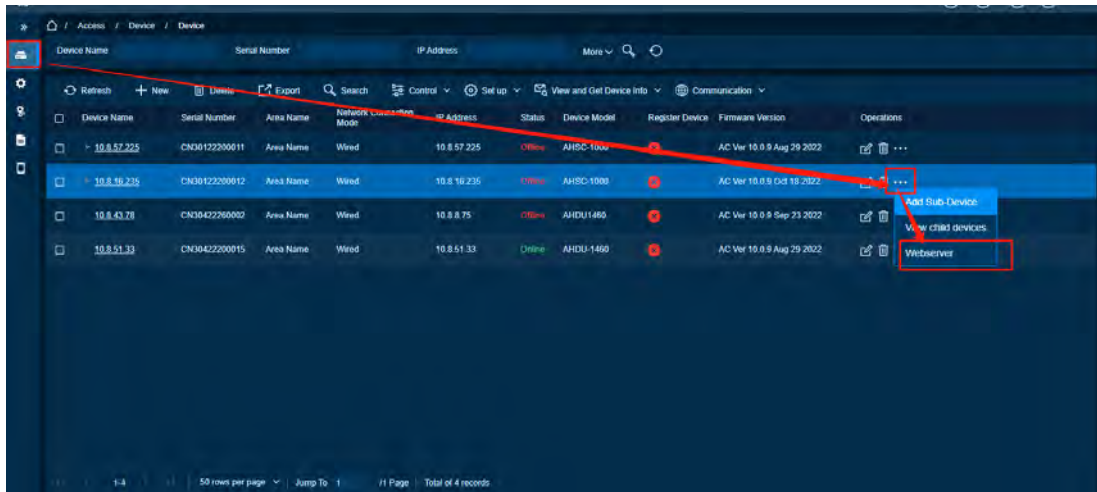 / Access / Device / Device
Device Name Serial Number IP Address More
Refresh New Delete Export Search Control Set up View and Get Device Info Communication
Device Name Serial Number Area Name Network Connection Mode IP Address Status Device Model Register Device Firmware Version Operations
10.8.57.225 CN30122200011 Area Name Wired 10.8.57.225 Offline AHSC-1000 AC Ver 10.0.9 Aug 29 2022
10.8.16.235 CN30122200012 Area Name Wired 10.8.16.235 Offline AHSC-1000 AC Ver 10.0.9 Oct 18 2022
Add Sub-Device
10.8.43.78 CN30422260002 Area Name Wired 10.8.8.75 Offline AHDU1460 AC Ver 10.0.9 Sep 23 2022
View child devices
10.8.51.33 CN30422200015 Area Name Wired 10.8.51.33 Online AHDU-1460 AC Ver 10.0.9 Aug 29 2022
Webserver
1-4 50 rows per page Jump To 1 /1 Page Total of 4 records